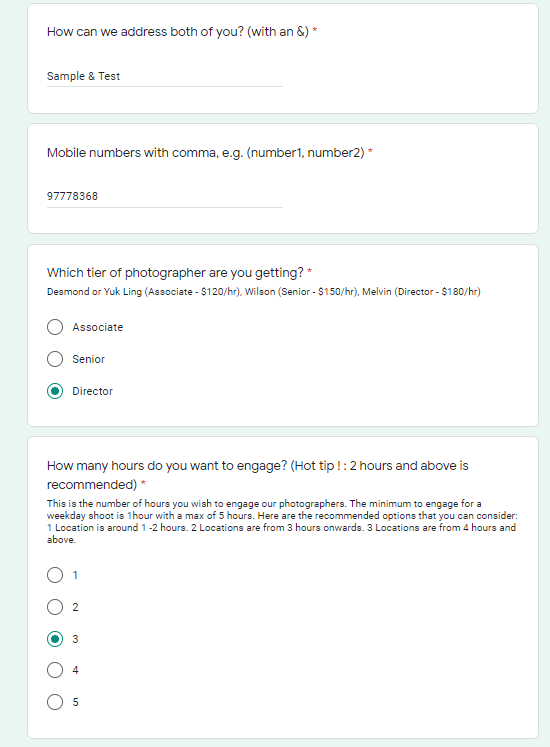 How can we address both of you? (with an &) *
Sample & Test
Mobile numbers with comma, e.g. (number1, number2) *
97778368
Which tier of photographer are you getting? *
Desmond or Yuk Ling (Associate - $120/hr), Wilson (Senior - $150/hr), Melvin (Director - $180/hr)
Associate
Senior
Director
How many hours do you want to engage? (Hot tip ! : 2 hours and above is
recommended) *
This is the number of hours you wish to engage our photographers. The minimum to engage for a
weekday shoot is 1hour with a max of 5 hours. Here are the recommended options that you can consider:
1 Location is around 1 -2 hours. 2 Locations are from 3 hours onwards. 3 Locations are from 4 hours and
above.
1
2
3
4
5